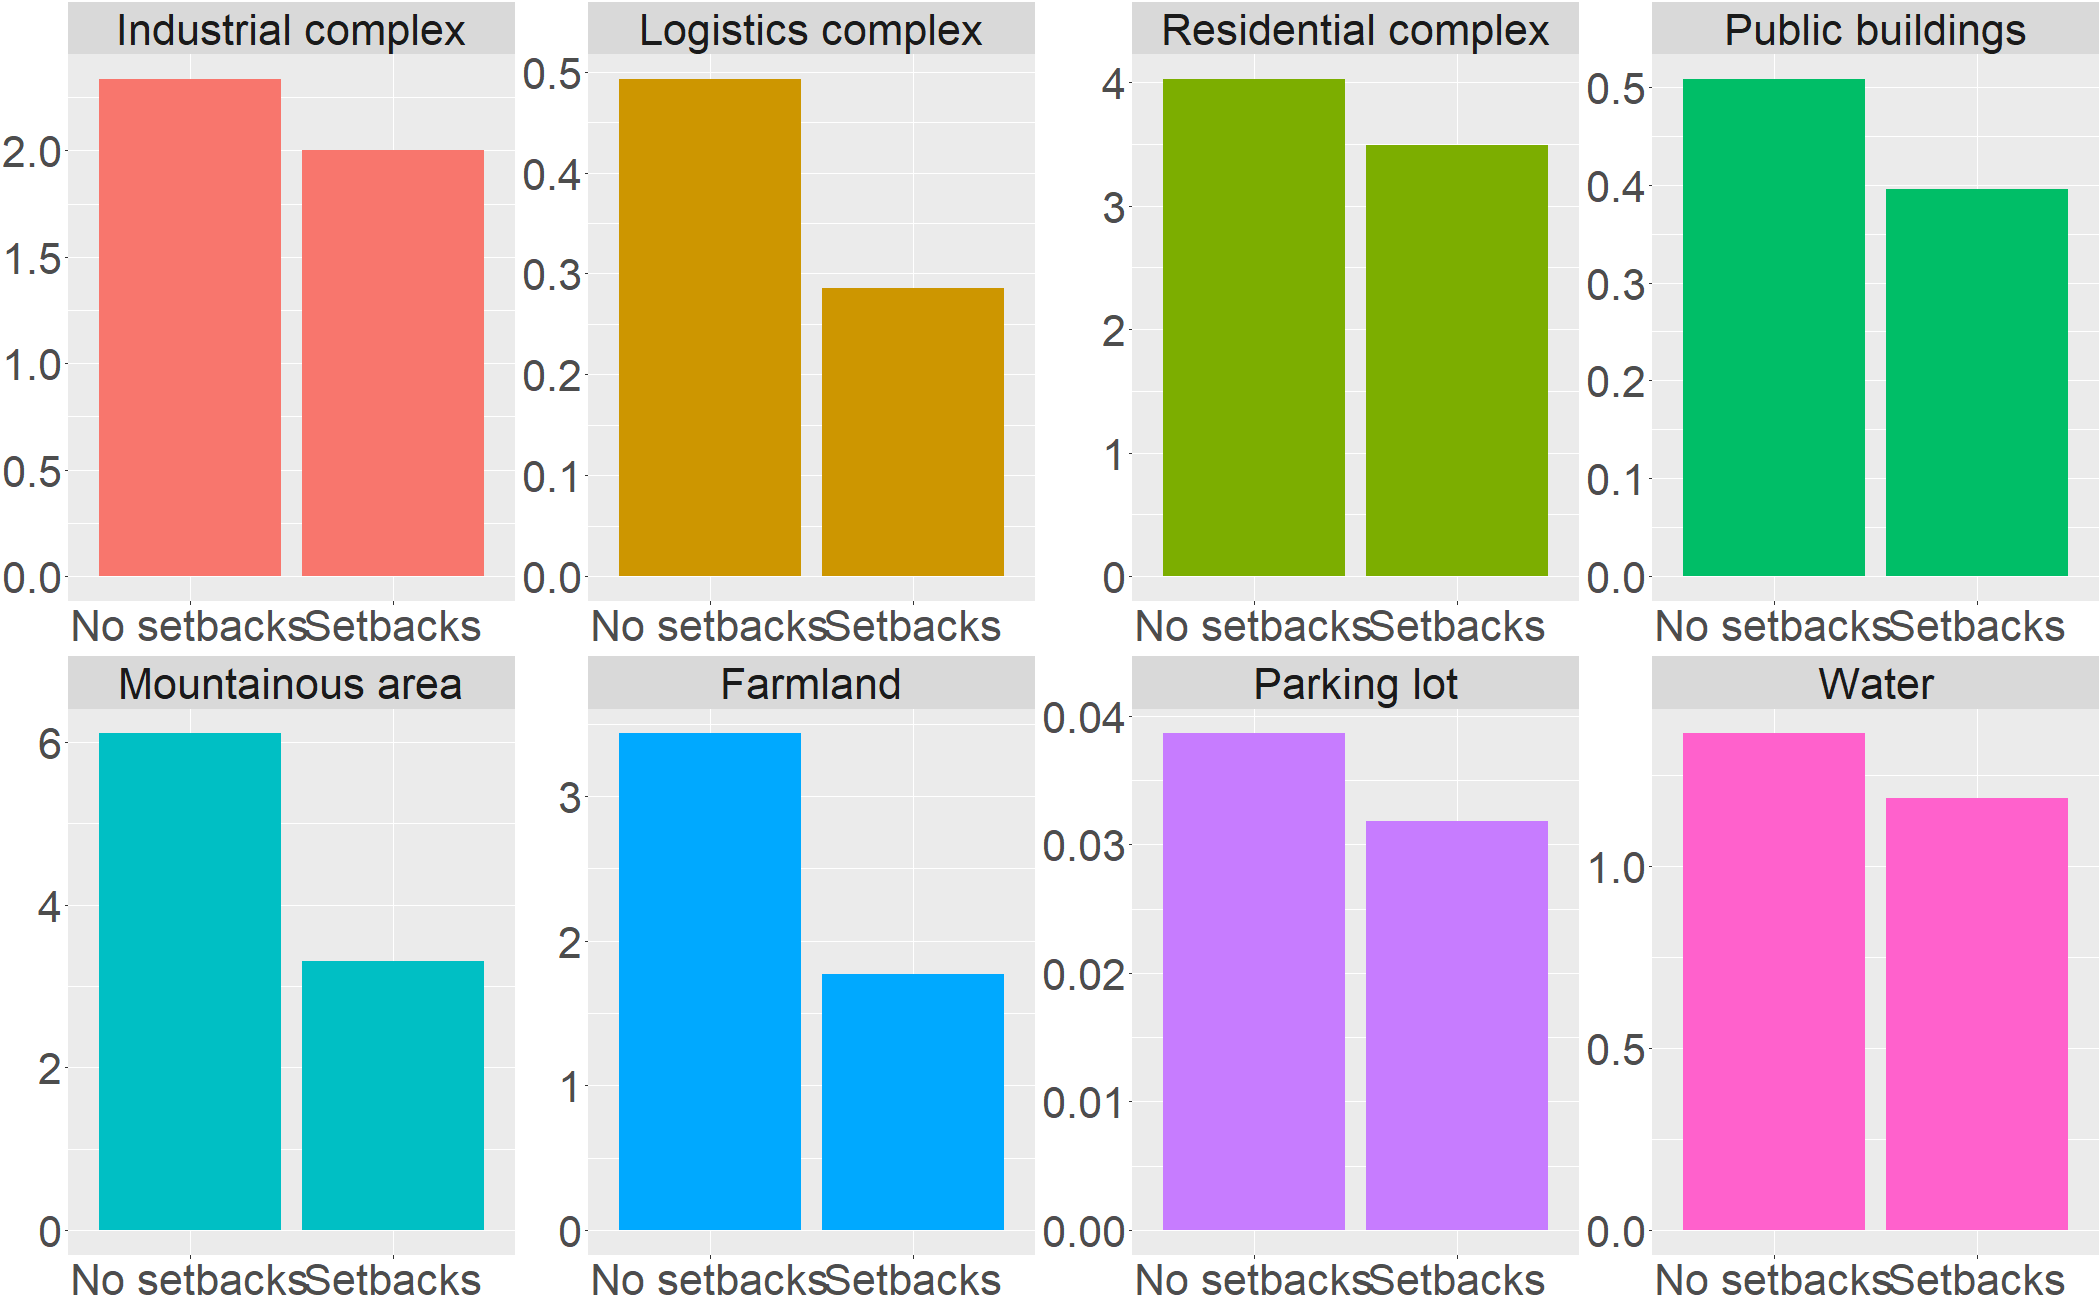 Industrial complex
Logistics complex
Residential complex
Public buildings
2.0
1.5
1.0
0.5
0.0
0.5
0.4
0.3
0.2
0.1
0.0
4
3
2
1
0
0.5
0.4
0.3
0.2
0.1
0.0
No setbacks
Setbacks
No setbacks
Setbacks
No setbacks
Setbacks
No setbacks
Setbacks
Mountainous area
Farmland
Parking lot
Water
6
4
2
0
3
2
1
0
0.04
0.03
0.02
0.01
0.00
1.0
0.5
0.0
No setbacks
Setbacks
No setbacks
Setbacks
No setbacks
Setbacks
No setbacks
Setbacks